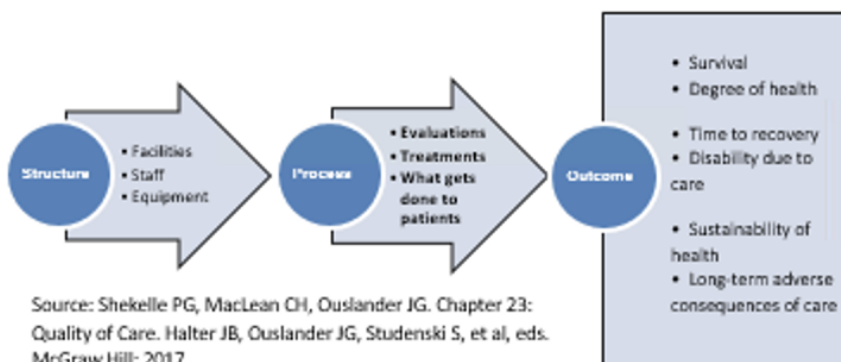 Structure
• Facilities
• Staff
• Equipment
Process
• Evaluations
• Treatments
• What gets
done to
patients
Outcome
• Survival
• Degree of health
• Time to recovery
• Disability due to
care
• Sustainability of
health
• Long-term adverse
consequences of care
Source: Shekelle PG, MacLean CH, Ouslander JG. Chapter 23:
Quality of Care. Halter JB, Ouslander JG, Studenski S, et al, eds.
McGraw Hill; 2017